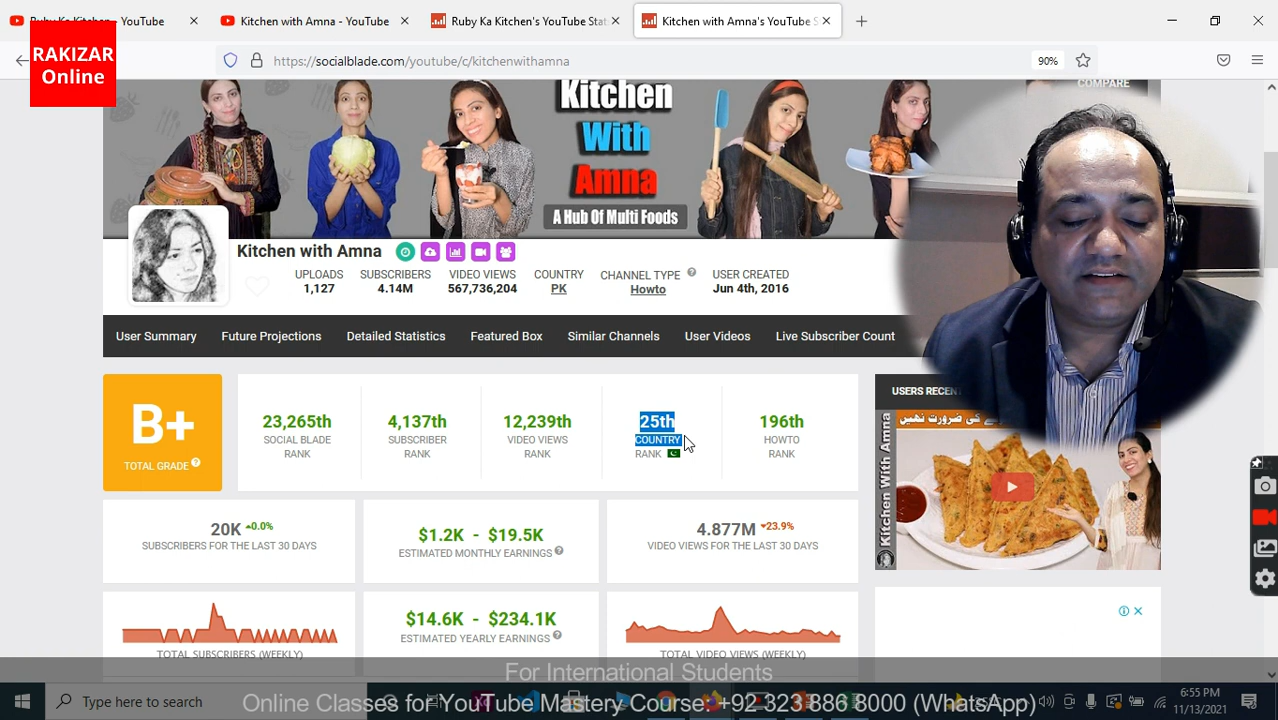 Ruby Ka Kitchen - YouTube
Kitchen with Amna - YouTube
Ruby Ka Kitchen's YouTube Stat
Kitchen with Amna's YouTube S
RAKIZAR
Online
https://socialblade.com/youtube/c/kitchenwithamna
90%
COMPARE
Kitchen
With
Amna
A Hub Of Multi Foods
Kitchen with Amna
UPLOADS
1,127
SUBSCRIBERS
4.14M
VIDEO VIEWS
567,736,204
COUNTRY
PK
CHANNEL TYPE
Howto
USER CREATED
Jun 4th, 2016
User Summary
Future Projections
Detailed Statistics
Featured Box
Similar Channels
User Videos
Live Subscriber Count
B+
TOTAL GRADE
23,265th
SOCIAL BLADE
RANK
4,137th
SUBSCRIBER
RANK
12,239th
VIDEO VIEWS
RANK
25th
COUNTRY
RANK
196th
HOWTO
RANK
USERS RECEN
کی ضرورت نہیں
Kitchen With Amna
20K 0.0%
SUBSCRIBERS FOR THE LAST 30 DAYS
$1.2K - $19.5K
ESTIMATED MONTHLY EARNINGS
4.877M 23.9%
VIDEO VIEWS FOR THE LAST 30 DAYS
TOTAL SUBSCRIBERS (WEEKLY)
$14.6K - $234.1K
ESTIMATED YEARLY EARNINGS
TOTAL VIDEO VIEWS (WEEKLY)
For International Students
Type here to search
Online Classes for YouTube Mastery Course: +92 323 886 8000 (WhatsApp)
6:55 PM
11/13/2021